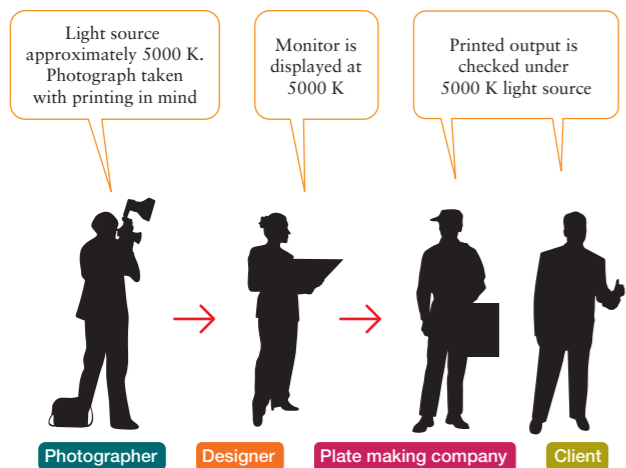 Light source
approximately 5000 K.
Photograph taken
with printing in mind
Monitor is
displayed at
5000 K
Printed output is
checked under
5000 K light source
Photographer
Designer
Plate making company
Client